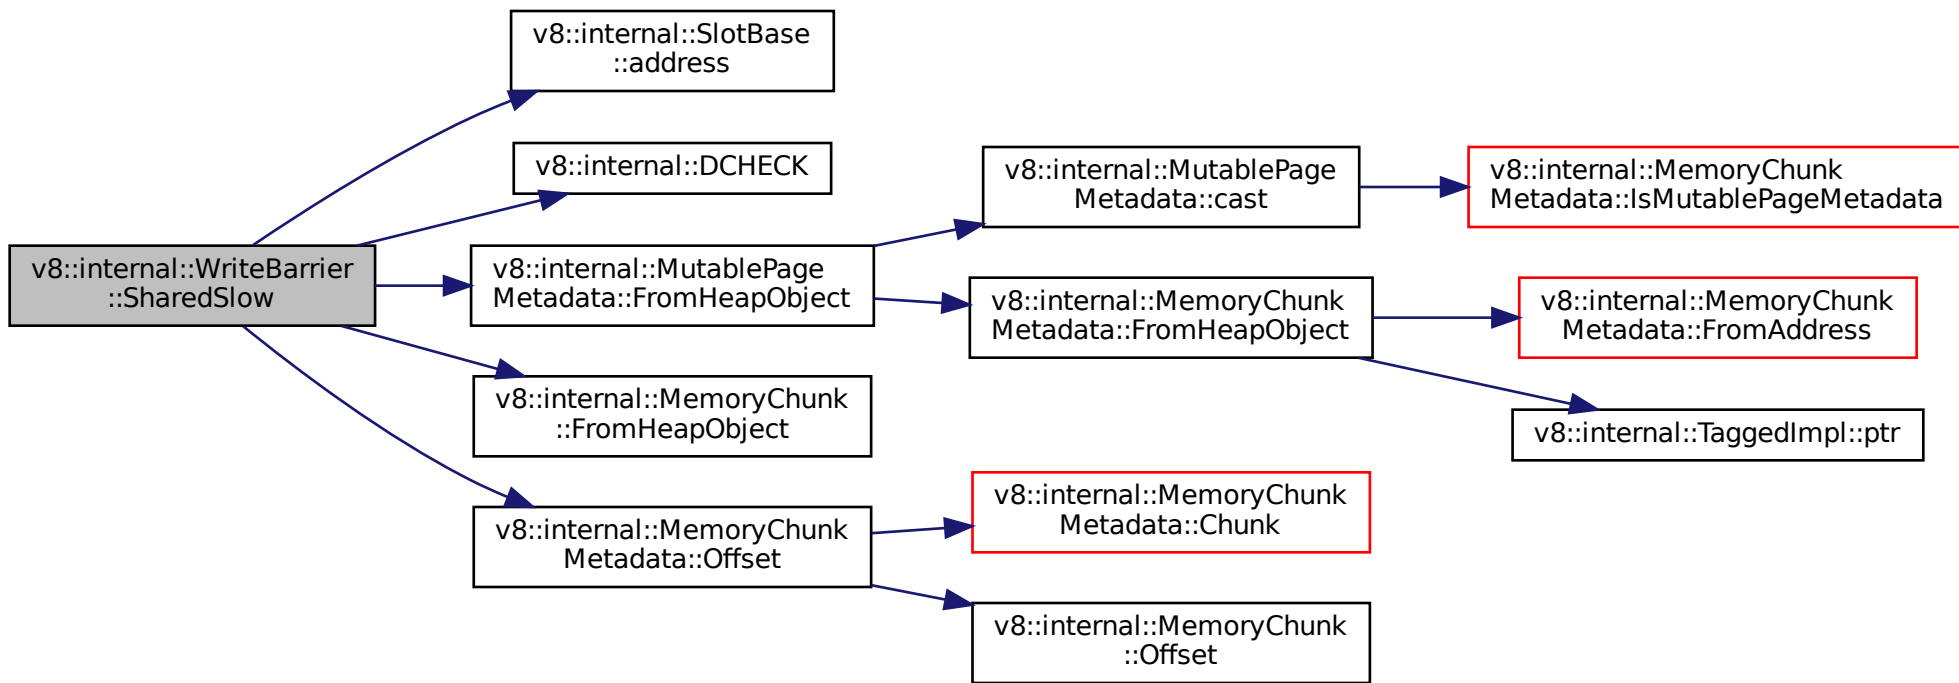 v8::internal::WriteBarrier
::SharedSlow
v8::internal::SlotBase
::address
v8::internal::DCHECK
v8::internal::MutablePage
Metadata::FromHeapObject
v8::internal::MemoryChunk
::FromHeapObject
v8::internal::MemoryChunk
Metadata::Offset
v8::internal::MutablePage
Metadata::cast
v8::internal::MemoryChunk
Metadata::FromHeapObject
v8::internal::MemoryChunk
Metadata::Chunk
v8::internal::MemoryChunk
::Offset
v8::internal::MemoryChunk
Metadata::IsMutablePageMetadata
v8::internal::MemoryChunk
Metadata::FromAddress
v8::internal::TaggedImpl::ptr